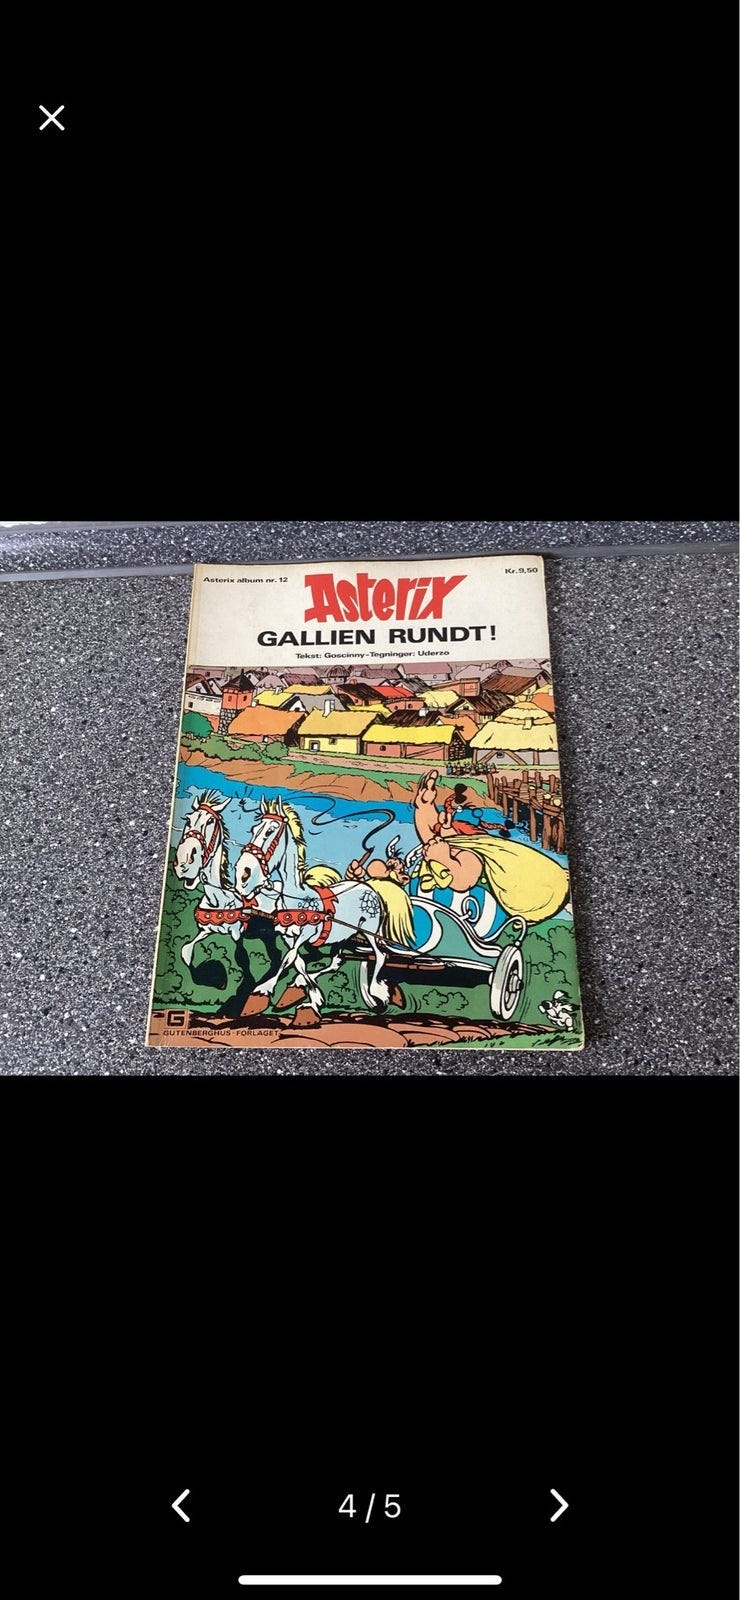 Asterix album nr. 12
Kr. 9,50
Asterix
GALLIEN RUNDT!
Tekst: Goscinny-Tegninger: Uderzo
G
GUTENBERGHUS-FORLAGET
4 / 5